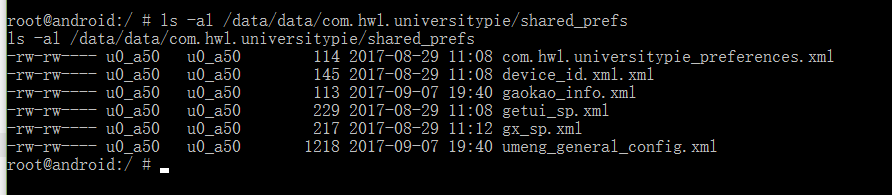 root@android:/ # ls -al /data/data/com.hwl.universitypie/shared_prefs
ls -al /data/data/com.hwl.universitypie/shared_prefs
-rw-rw---- u0_a50   u0_a50        114 2017-08-29 11:08 com.hwl.universitypie_preferences.xml
-rw-rw---- u0_a50   u0_a50        145 2017-08-29 11:08 device_id.xml.xml
-rw-rw---- u0_a50   u0_a50        113 2017-09-07 19:40 gaokao_info.xml
-rw-rw---- u0_a50   u0_a50        229 2017-08-29 11:08 getui_sp.xml
-rw-rw---- u0_a50   u0_a50        217 2017-08-29 11:12 gx_sp.xml
-rw-rw---- u0_a50   u0_a50       1218 2017-09-07 19:40 umeng_general_config.xml
root@android:/ #